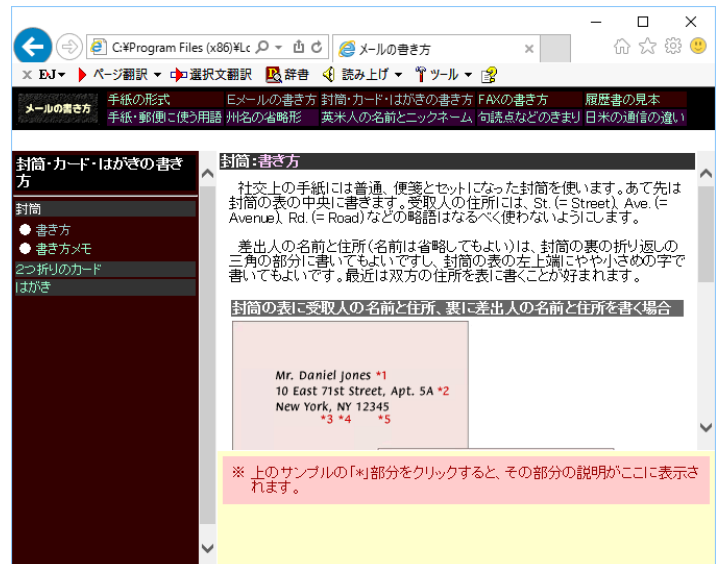 C:¥Program Files (x86)¥Lc
メールの書き方
×
x EJ▼ ページ翻訳 ▼ 選択文翻訳 辞書 読み上げ ▼ ツール ▼
メールの書き方
手紙の形式 Eメールの書き方 封筒・カード・はがきの書き方 FAXの書き方 履歴書の見本
手紙・郵便に使う用語 州名の省略形 英米人の名前とニックネーム 句読点などのきまり 日米の通信の違い
封筒・カード・はがきの書き
方
封筒
● 書き方
● 書き方メモ
2つ折りのカード
はがき
封筒:書き方
社交上の手紙には普通、便箋とセットになった封筒を使います。あて先は
封筒の表の中央に書きます。受取人の住所には、St. (= Street), Ave. (=
Avenue), Rd. (= Road)などの略語はなるべく使わないようにします。
差出人の名前と住所(名前は省略してもよい)は、封筒の裏の折り返しの
三角の部分に書いてもよいですし、封筒の表の左上端にやや小さめの字で
書いてもよいです。最近は双方の住所を表に書くことが好まれます。
封筒の表に受取人の名前と住所、裏に差出人の名前と住所を書く場合
Mr. Daniel Jones *1
10 East 71st Street, Apt. 5A *2
New York, NY 12345
*3 *4 *5
※ 上のサンプルの「*」部分をクリックすると、その部分の説明がここに表示さ
れます。